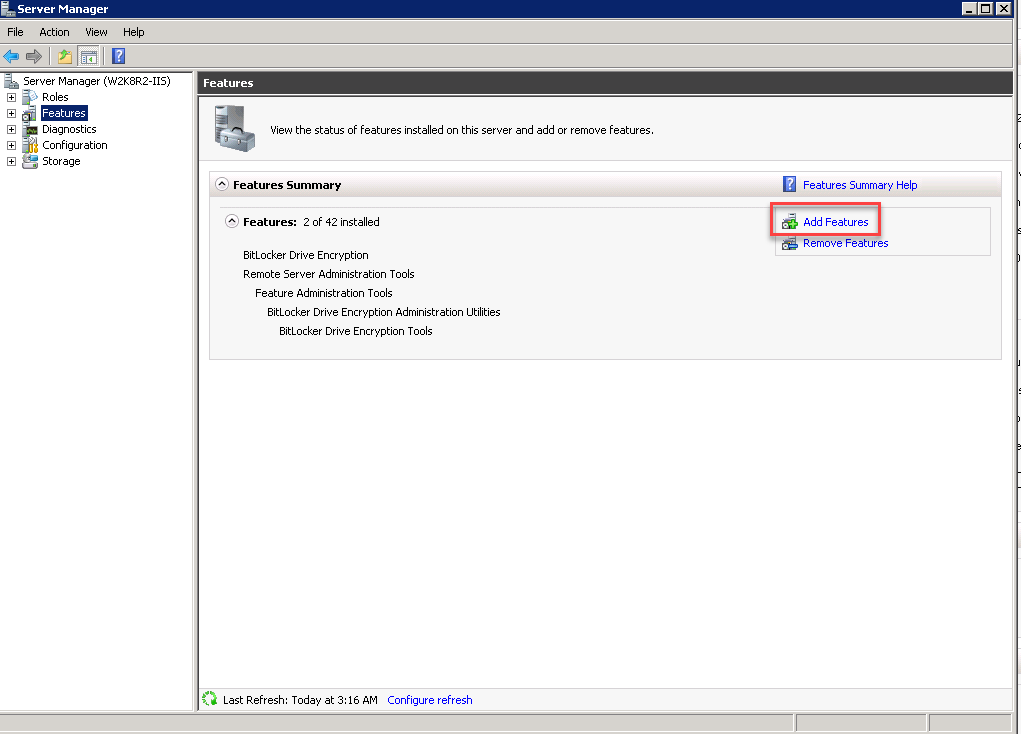 Server Manager
File Action View Help
Server Manager (W2K8R2-IIS)
Roles
Features
Diagnostics
Configuration
Storage
Features
View the status of features installed on this server and add or remove features.
Features Summary
Features Summary Help
Features: 2 of 42 installed
Add Features
Remove Features
BitLocker Drive Encryption
Remote Server Administration Tools
Feature Administration Tools
BitLocker Drive Encryption Administration Utilities
BitLocker Drive Encryption Tools
Last Refresh: Today at 3:16 AM Configure refresh